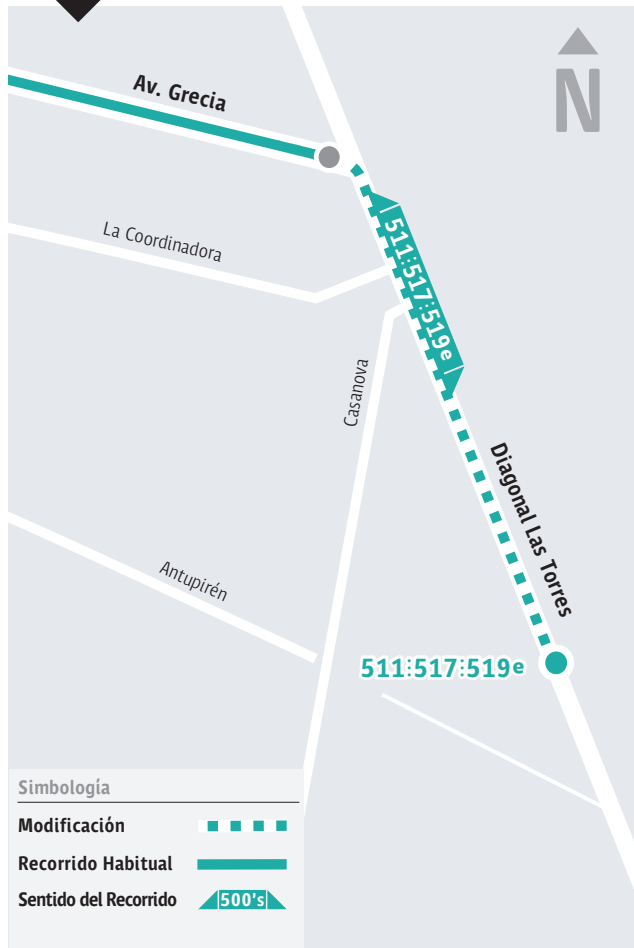 Av. Grecia
N
La Coordinadora
511:517:519e
Casanova
Diagonal Las Torres
Antupirén
511:517:519e
Simbología
Modificación
Recorrido Habitual
Sentido del Recorrido
500's